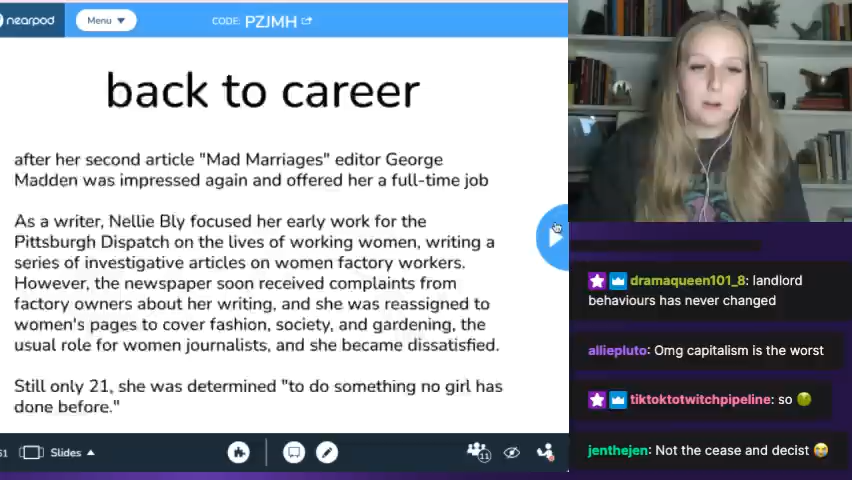 nearpod
Menu
CODE: PZJMH
back to career
after her second article "Mad Marriages" editor George
Madden was impressed again and offered her a full-time job
As a writer, Nellie Bly focused her early work for the
Pittsburgh Dispatch on the lives of working women, writing a
series of investigative articles on women factory workers.
However, the newspaper soon received complaints from
factory owners about her writing, and she was reassigned to
women's pages to cover fashion, society, and gardening, the
usual role for women journalists, and she became dissatisfied.
Still only 21, she was determined "to do something no girl has
done before."
dramaqueen101_8: landlord
behaviours has never changed
alliepluto: Omg capitalism is the worst
tiktoktotwitchpipeline: so 🤢
jenthejen: Not the cease and decist 😭
51 Slides
11